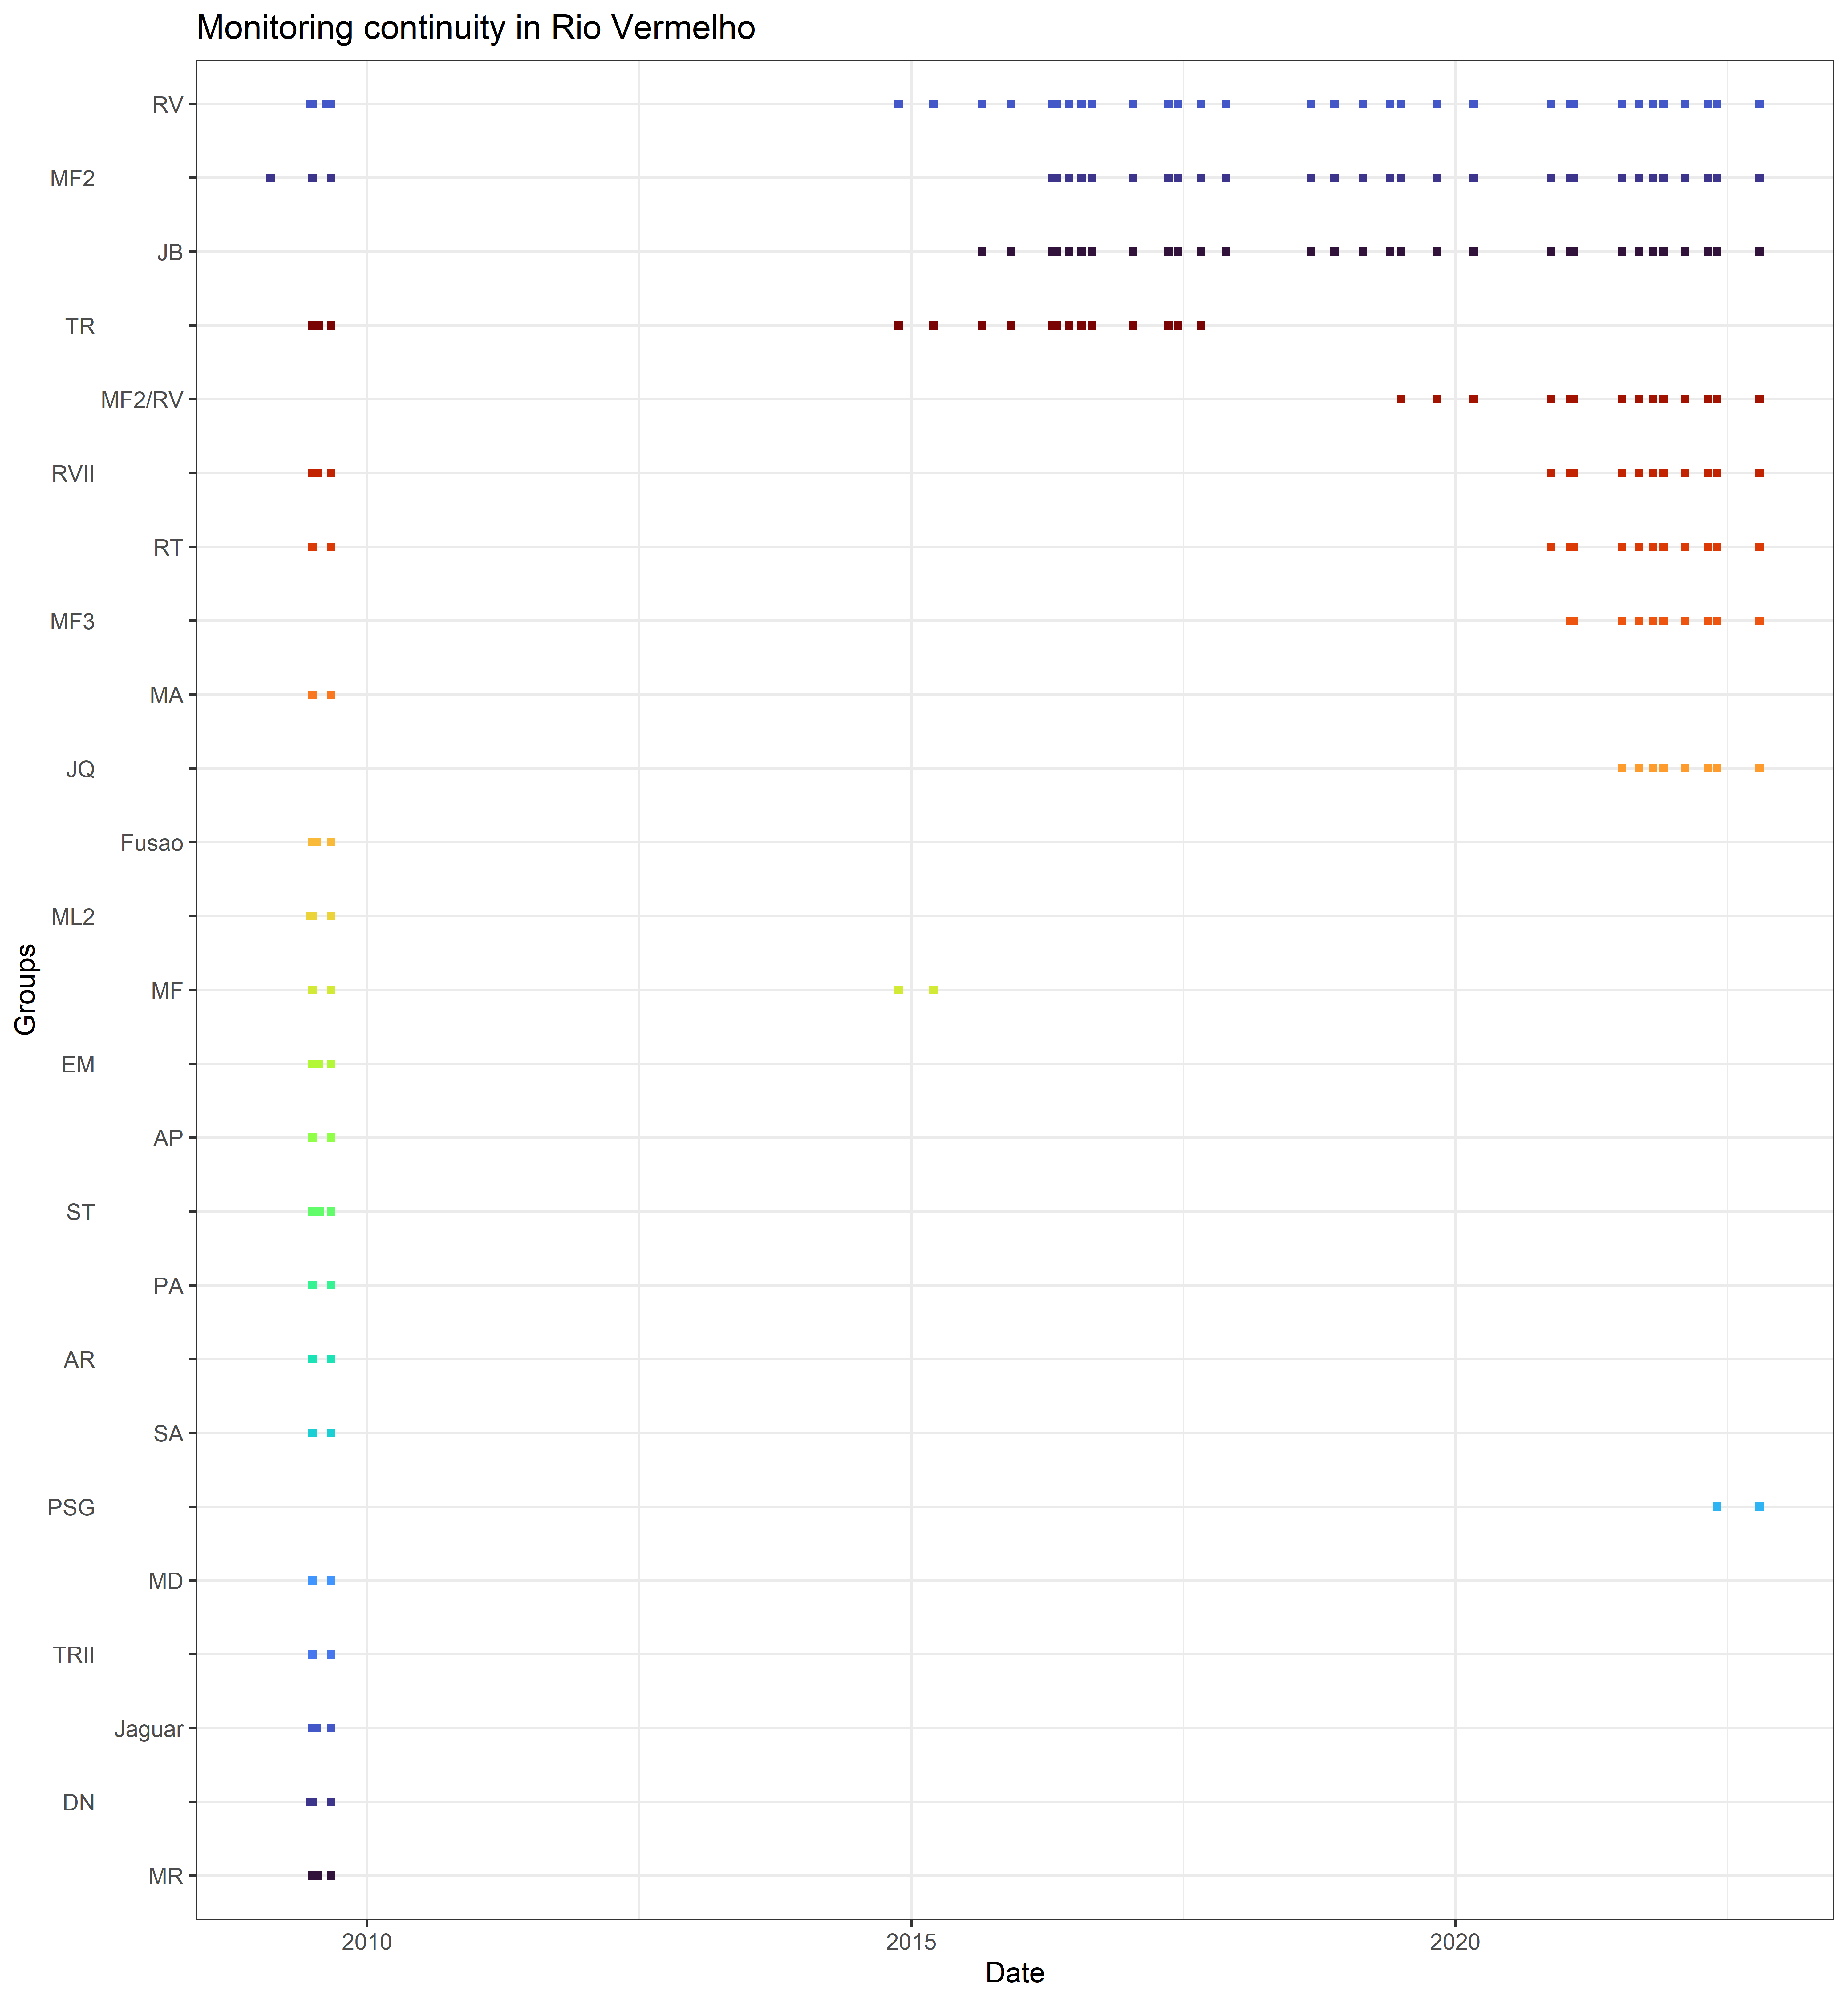 Monitoring continuity in Rio Vermelho
RV
MF2
JB
TR
MF2/RV
RVII
RT
MF3
MA
JQ
Fusao
ML2
MF
EM
AP
ST
PA
AR
SA
PSG
MD
TRII
Jaguar
DN
MR
Groups
2010 2015 2020
Date